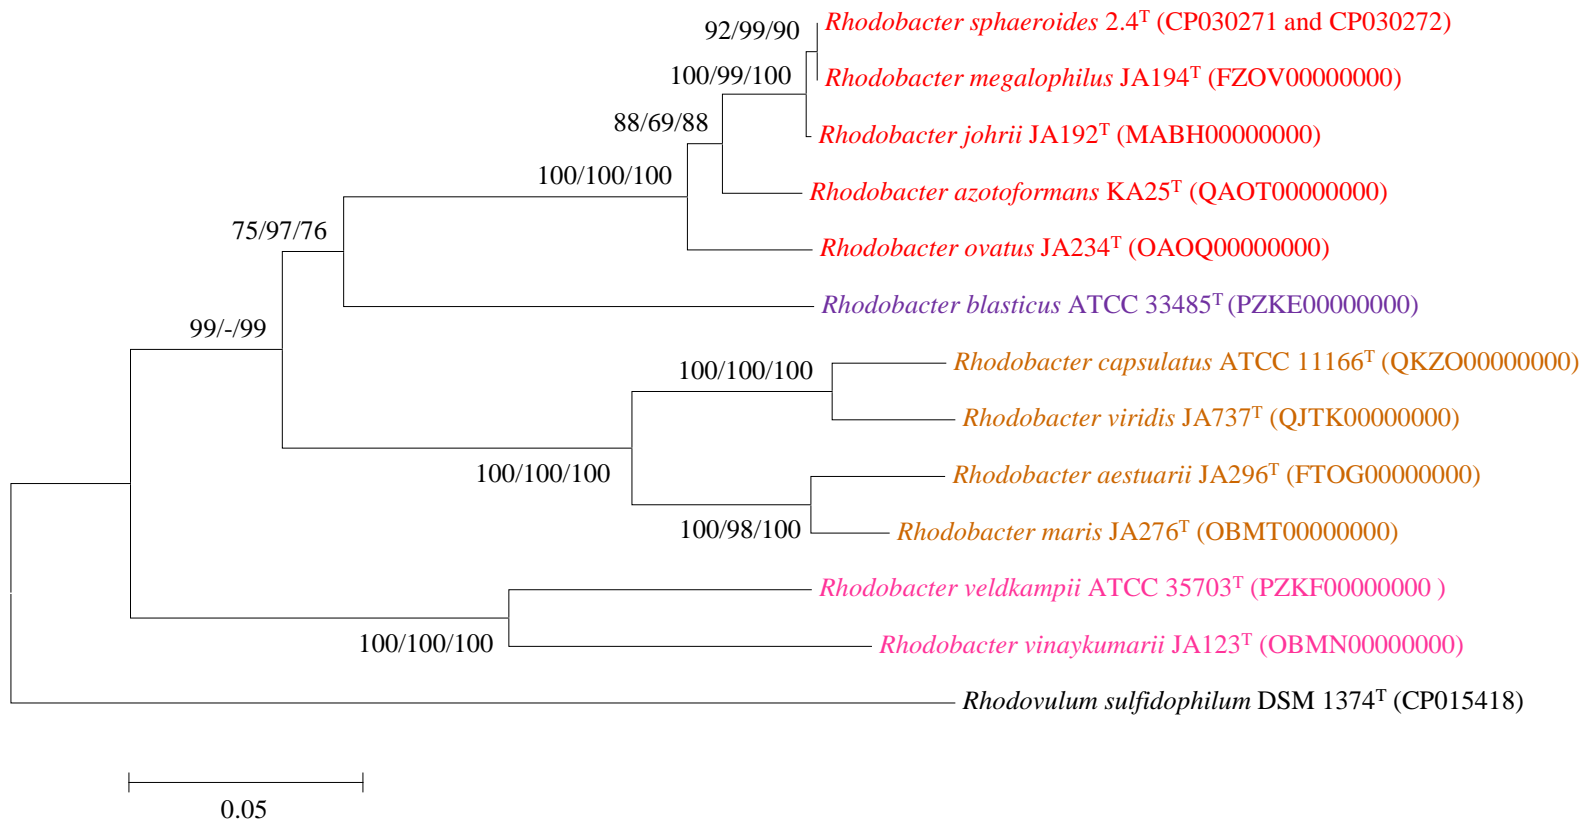 92/99/90
Rhodobacter sphaeroides 2.4ᵀ (CP030271 and CP030272)
100/99/100
Rhodobacter megalophilus JA194ᵀ (FZOV00000000)
88/69/88
Rhodobacter johrii JA192ᵀ (MABH00000000)
100/100/100
Rhodobacter azotoformans KA25ᵀ (QAOT00000000)
75/97/76
Rhodobacter ovatus JA234ᵀ (OAOQ00000000)
Rhodobacter blasticus ATCC 33485ᵀ (PZKE00000000)
99/-/99
Rhodobacter capsulatus ATCC 11166ᵀ (QKZO00000000)
100/100/100
Rhodobacter viridis JA737ᵀ (QJTK00000000)
100/100/100
Rhodobacter aestuarii JA296ᵀ (FTOG00000000)
100/98/100
Rhodobacter maris JA276ᵀ (OBMT00000000)
Rhodobacter veldkampii ATCC 35703ᵀ (PZKF00000000 )
100/100/100
Rhodobacter vinaykumarii JA123ᵀ (OBMN00000000)
Rhodovulum sulfidophilum DSM 1374ᵀ (CP015418)
0.05